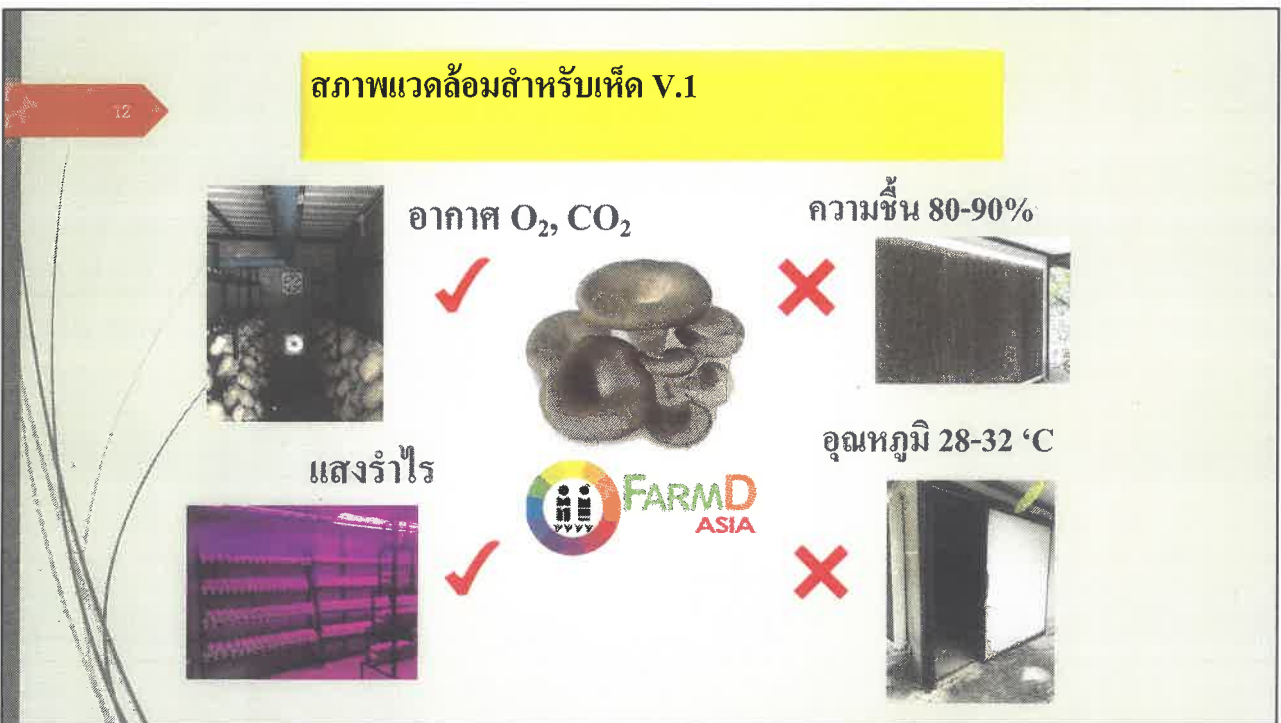 12
สภาพแวดล้อมสำหรับเห็ด V.1
อากาศ O₂, CO₂
ความชื้น 80-90%
แสงรำไร
อุณหภูมิ 28-32 ‘C
FARMD
ASIA